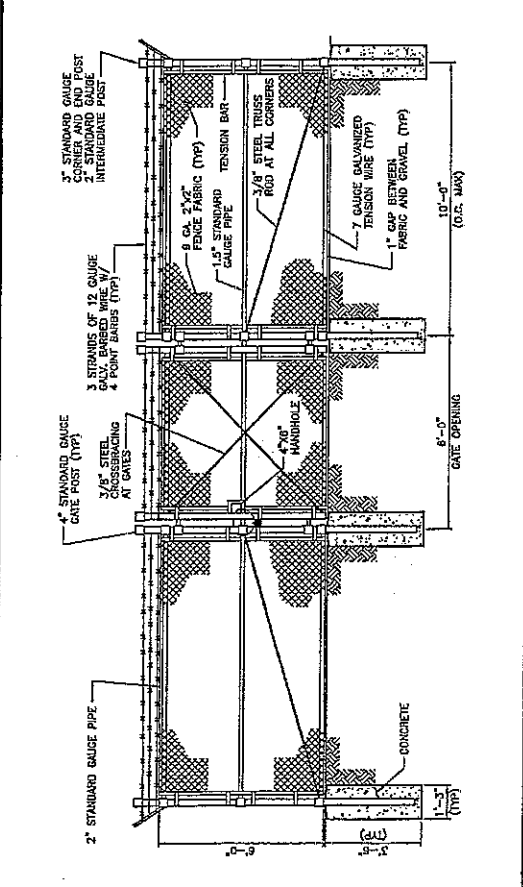 2" STANDARD GAUGE PIPE
4" STANDARD GAUGE
GATE POST (TYP)
3/8" STEEL
CROSSBRACING
AT GATES
3 STRANDS OF 12 GAUGE
GALV. BARBED WIRE W/
4 POINT BARBS (TYP)
3" STANDARD GAUGE
CORNER AND END POST
2" STANDARD GAUGE
INTERMEDIATE POST
9 GA. 2"X2"
FENCE FABRIC (TYP)
TENSION BAR
1.5" STANDARD
GAUGE PIPE
3/8" STEEL TRUSS
ROD AT ALL CORNERS
4"X6"
HANDHOLE
7 GAUGE GALVANIZED
TENSION WIRE (TYP)
1" GAP BETWEEN
FABRIC AND GRAVEL (TYP)
6'-0"
3'-6"
(TYP)
1'-3"
(TYP)
CONCRETE
GATE OPENING
10'-0"
(O.C. MAX)